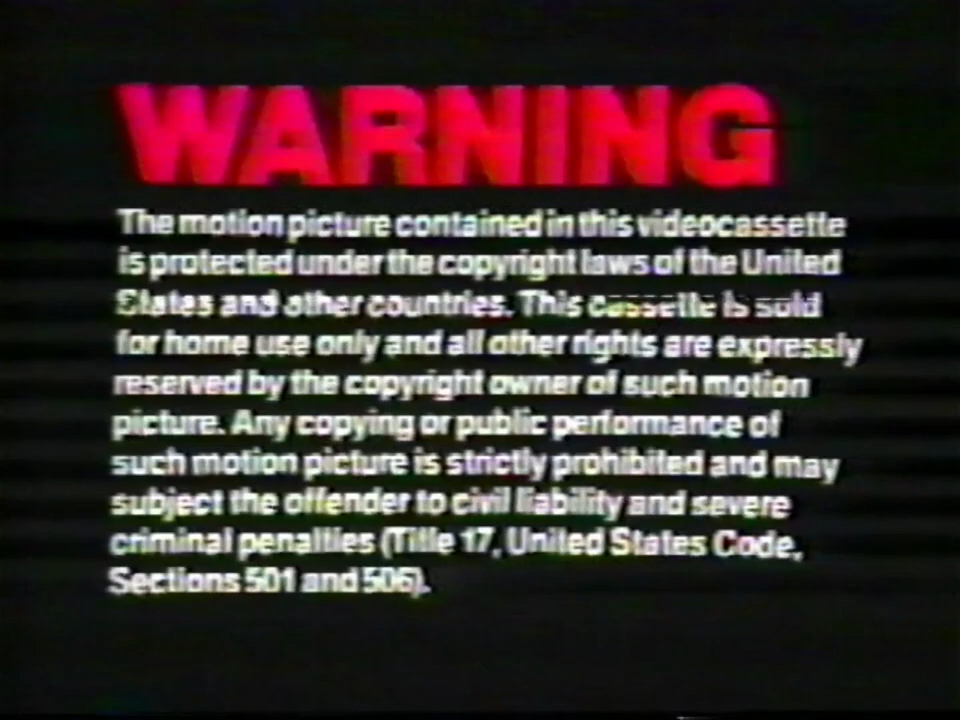 WARNING
The motion picture contained in this videocassette
is protected under the copyright laws of the United
States and other countries. This cassette is sold
for home use only and all other rights are expressly
reserved by the copyright owner of such motion
picture. Any copying or public performance of
such motion picture is strictly prohibited and may
subject the offender to civil liability and severe
criminal penalties (Title 17, United States Code,
Sections 501 and 506).